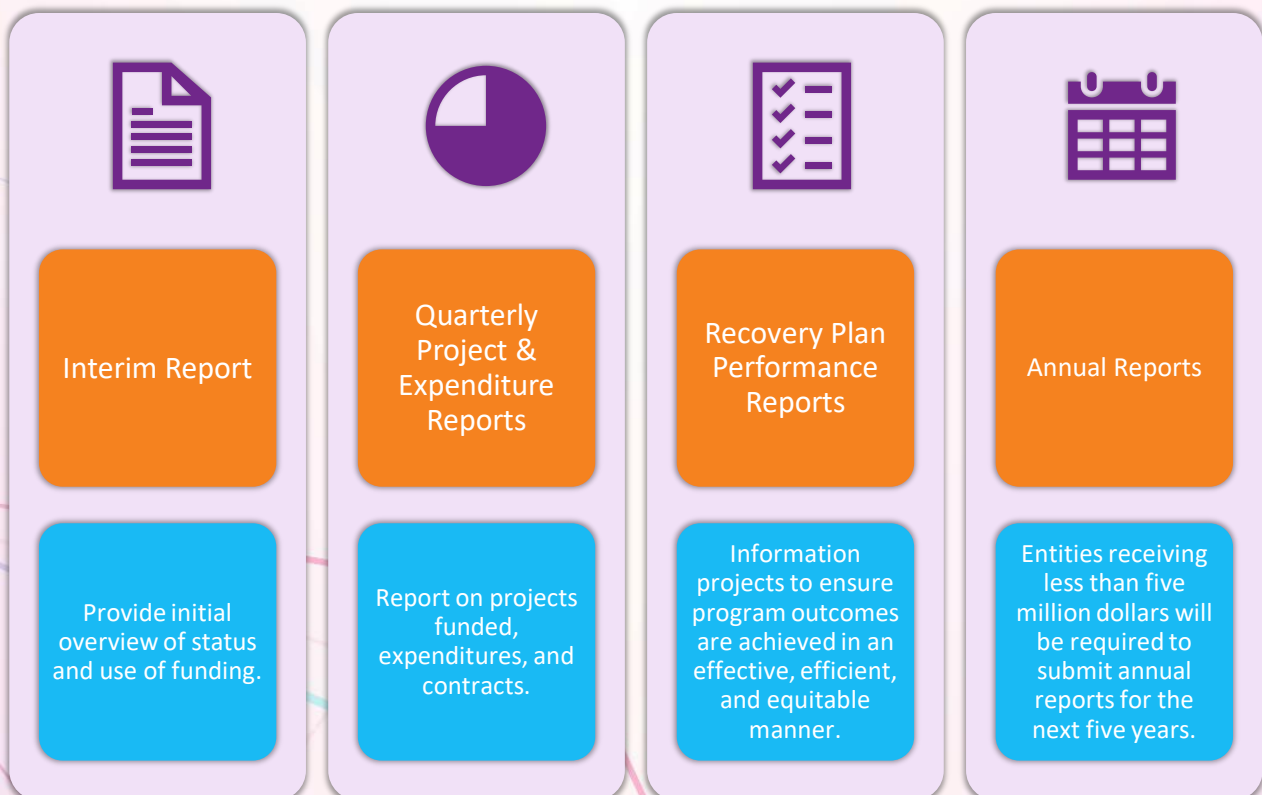 Interim Report
Provide initial
overview of status
and use of funding.
Quarterly
Project &
Expenditure
Reports
Report on projects
funded,
expenditures, and
contracts.
Recovery Plan
Performance
Reports
Information
projects to ensure
program outcomes
are achieved in an
effective, efficient,
and equitable
manner.
Annual Reports
Entities receiving
less than five
million dollars will
be required to
submit annual
reports for the
next five years.